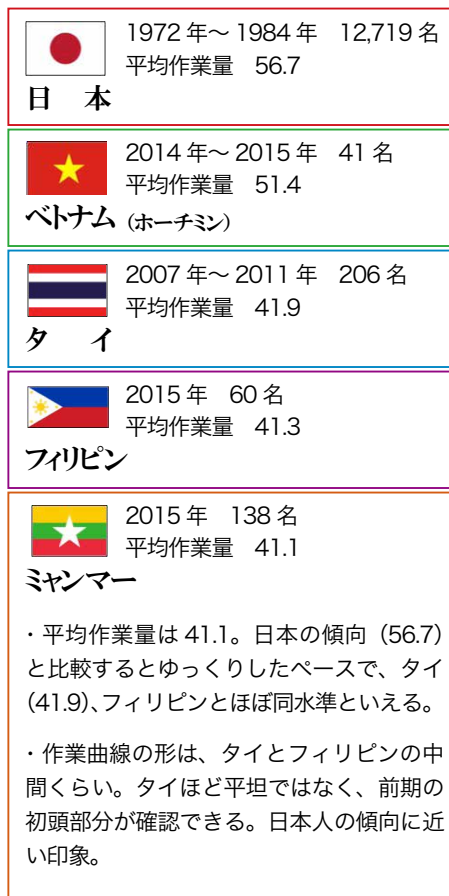 1972 年〜 1984 年　12,719 名
平均作業量　56.7
日　本
2014 年〜 2015 年　41 名
平均作業量　51.4
ベトナム（ホーチミン）
2007 年〜 2011 年　206 名
平均作業量　41.9
タ　イ
2015 年　60 名
平均作業量　41.3
フィリピン
2015 年　138 名
平均作業量　41.1
ミャンマー
・平均作業量は 41.1。日本の傾向（56.7）
と比較するとゆっくりしたペースで、タイ
（41.9）、フィリピンとほぼ同水準といえる。
・作業曲線の形は、タイとフィリピンの中
間くらい。タイほど平坦ではなく、前期の
初頭部分が確認できる。日本人の傾向に近
い印象。